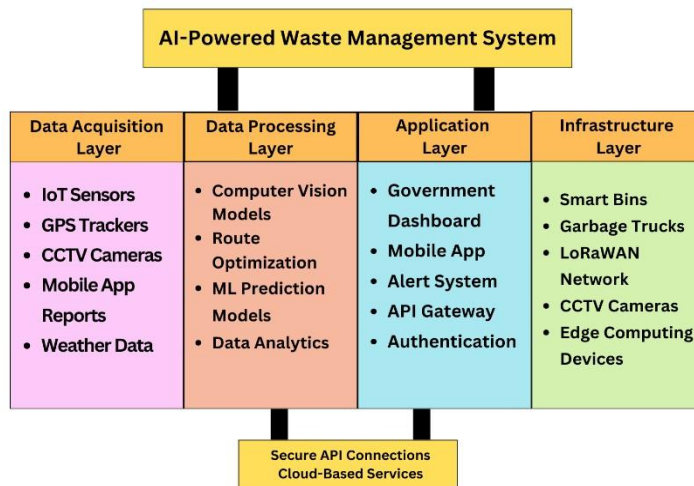 AI-Powered Waste Management System
Data Acquisition
Layer
• IoT Sensors
• GPS Trackers
• CCTV Cameras
• Mobile App
Reports
• Weather Data
Data Processing
Layer
• Computer Vision
Models
• Route
Optimization
• ML Prediction
Models
• Data Analytics
Application
Layer
• Government
Dashboard
• Mobile App
• Alert System
• API Gateway
• Authentication
Infrastructure
Layer
• Smart Bins
• Garbage Trucks
• LoRaWAN
Network
• CCTV Cameras
• Edge Computing
Devices
Secure API Connections
Cloud-Based Services